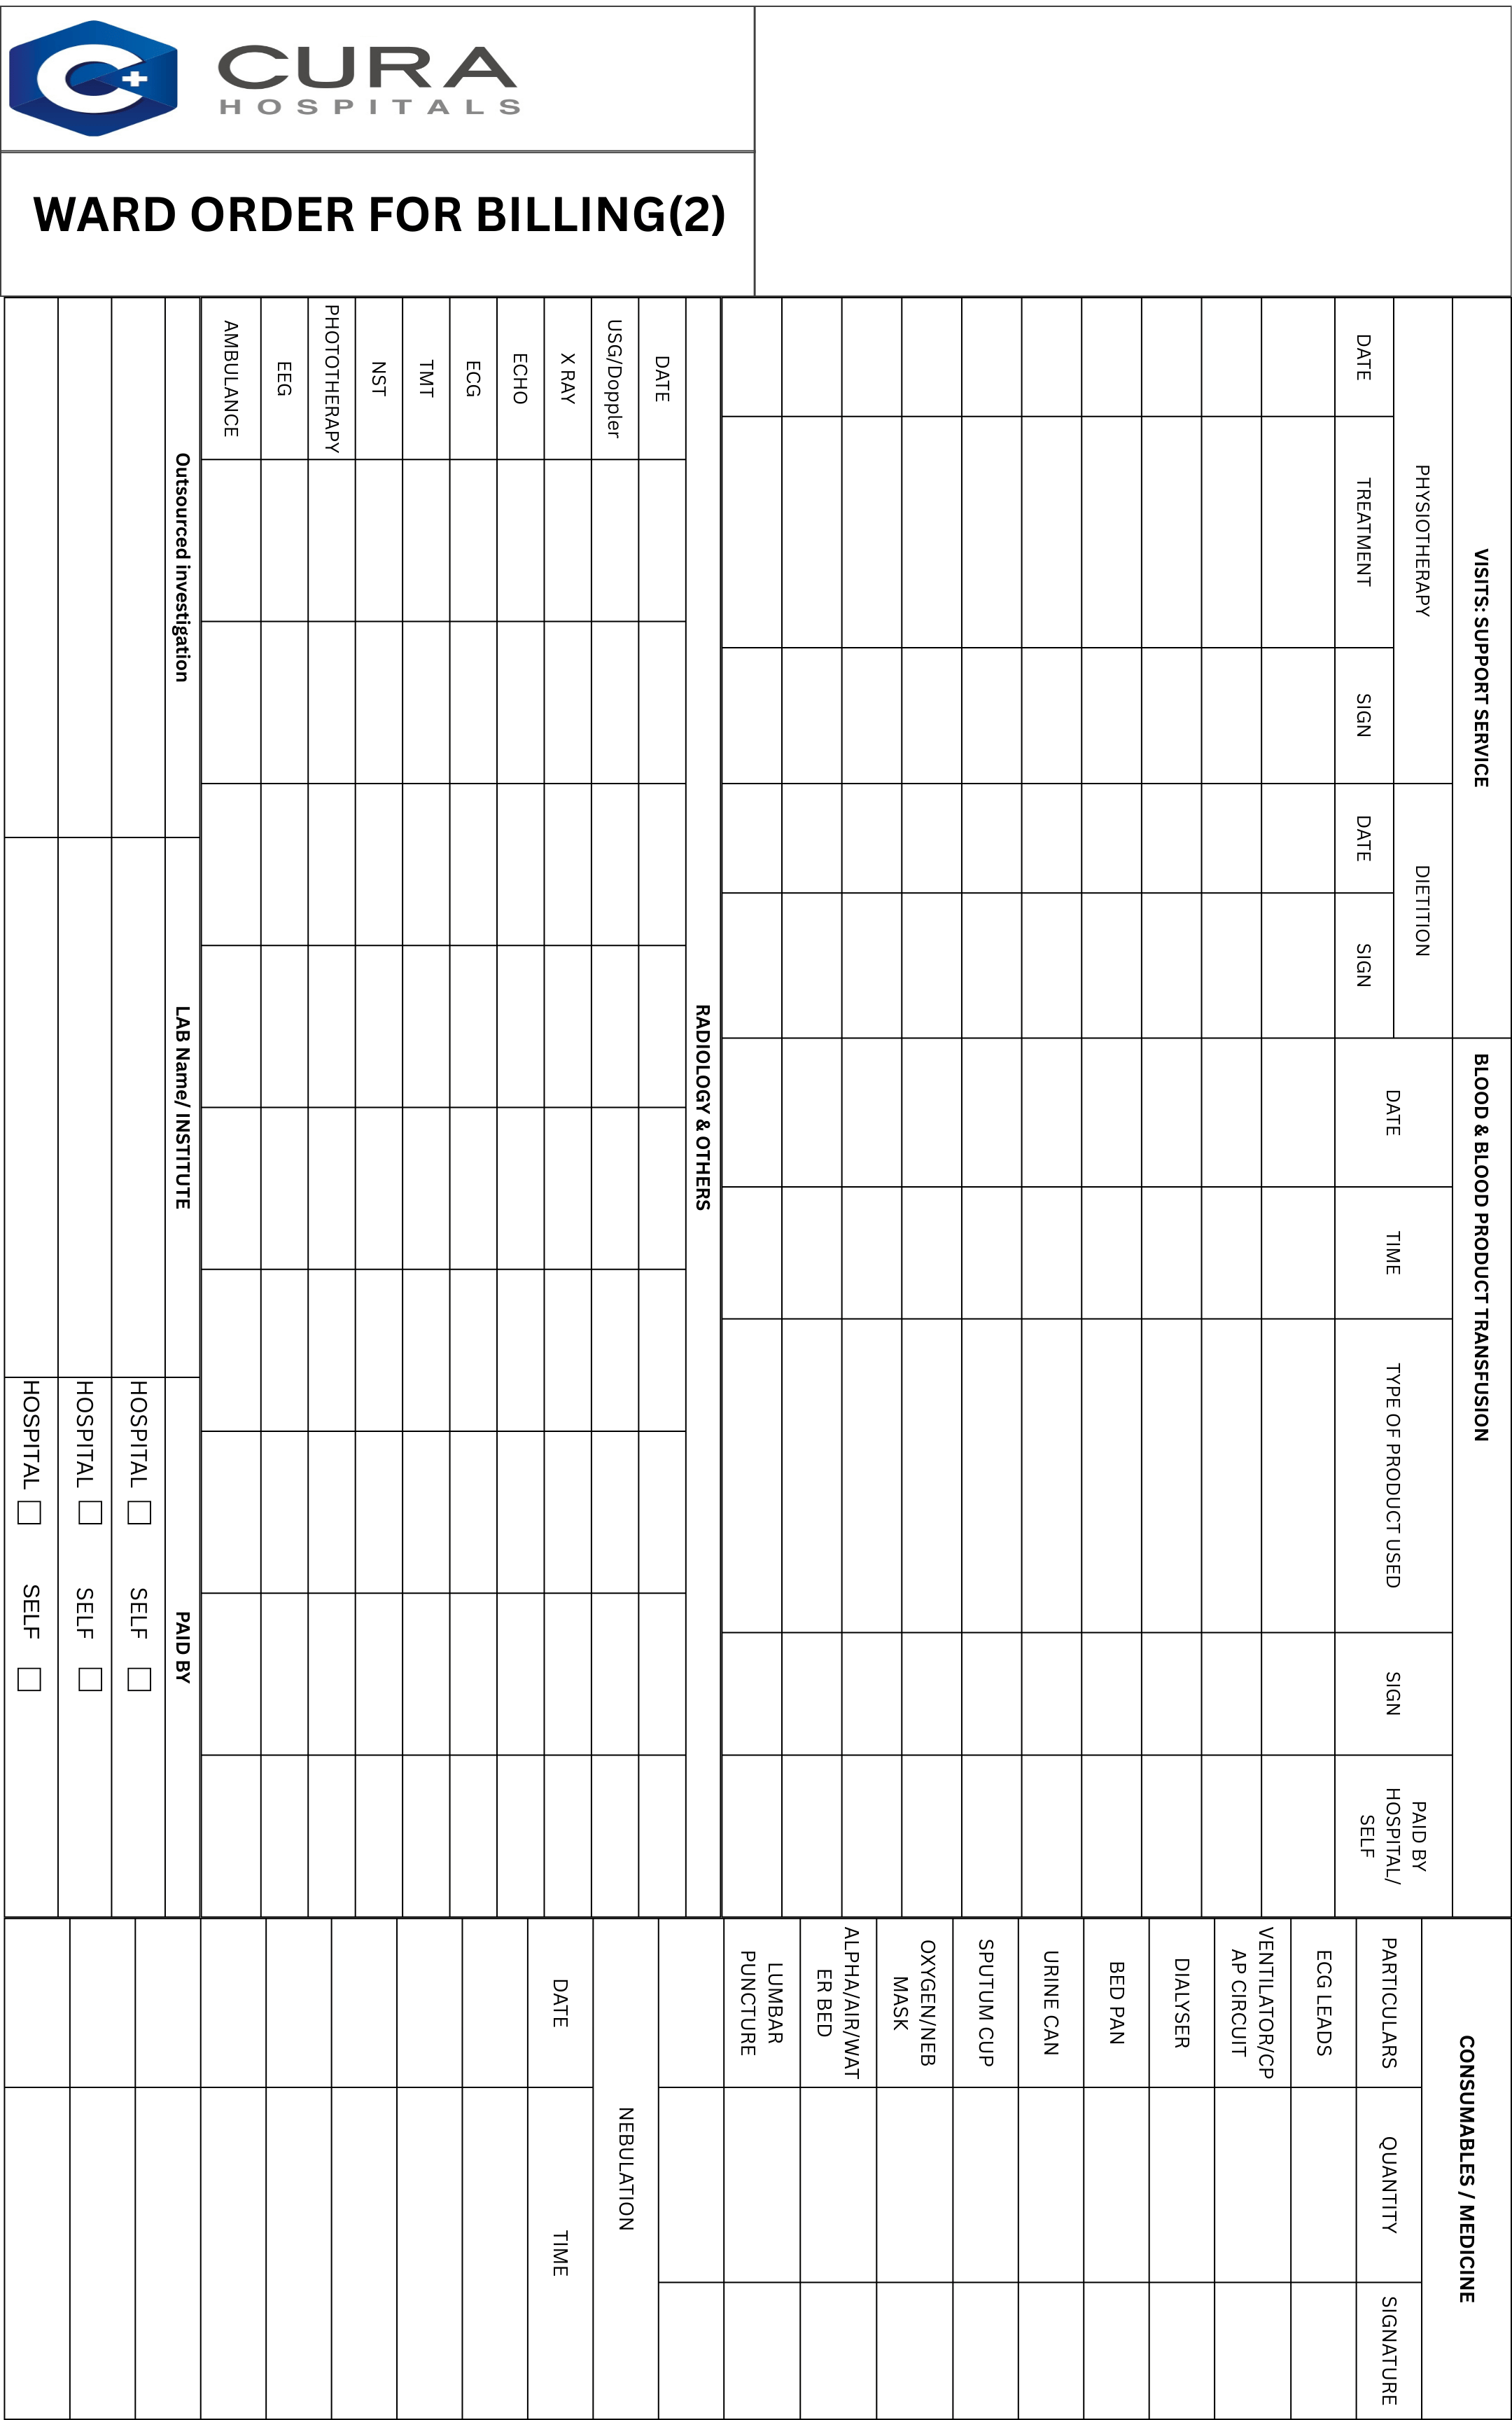 CURA
HOSPITALS
WARD ORDER FOR BILLING(2)
VISITS: SUPPORT SERVICE
BLOOD & BLOOD PRODUCT TRANSFUSION
PHYSIOTHERAPY
DIETITION
DATE
TREATMENT
SIGN
DATE
SIGN
DATE
TIME
TYPE OF PRODUCT USED
SIGN
PAID BY
HOSPITAL/
SELF
RADIOLOGY & OTHERS
DATE
USG/Doppler
X RAY
ECHO
ECG
TMT
NST
PHOTOTHERAPY
EEG
AMBULANCE
Outsourced investigation
LAB Name/ INSTITUTE
PAID BY
HOSPITAL
SELF
HOSPITAL
SELF
HOSPITAL
SELF
CONSUMABLES / MEDICINE
PARTICULARS
QUANTITY
SIGNATURE
ECG LEADS
VENTILATOR/CP
AP CIRCUIT
DIALYSER
BED PAN
URINE CAN
SPUTUM CUP
OXYGEN/NEB
MASK
ALPHA/AIR/WAT
ER BED
LUMBAR
PUNCTURE
NEBULATION
DATE
TIME